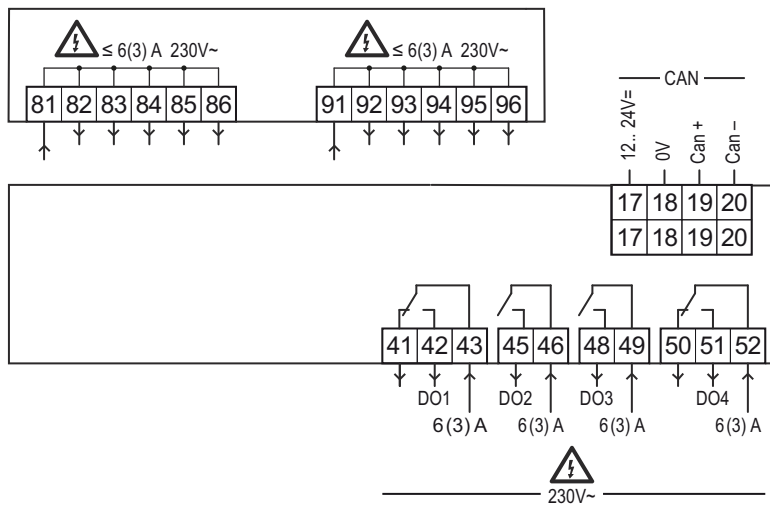 ≤ 6(3) A 230V~
≤ 6(3) A 230V~
81 82 83 84 85 86
91 92 93 94 95 96
CAN
12.. 24V=
0V
Can +
Can –
17 18 19 20
17 18 19 20
41 42 43
45 46
48 49
50 51 52
DO1
DO2
DO3
DO4
6(3) A
6(3) A
6(3) A
6(3) A
230V~